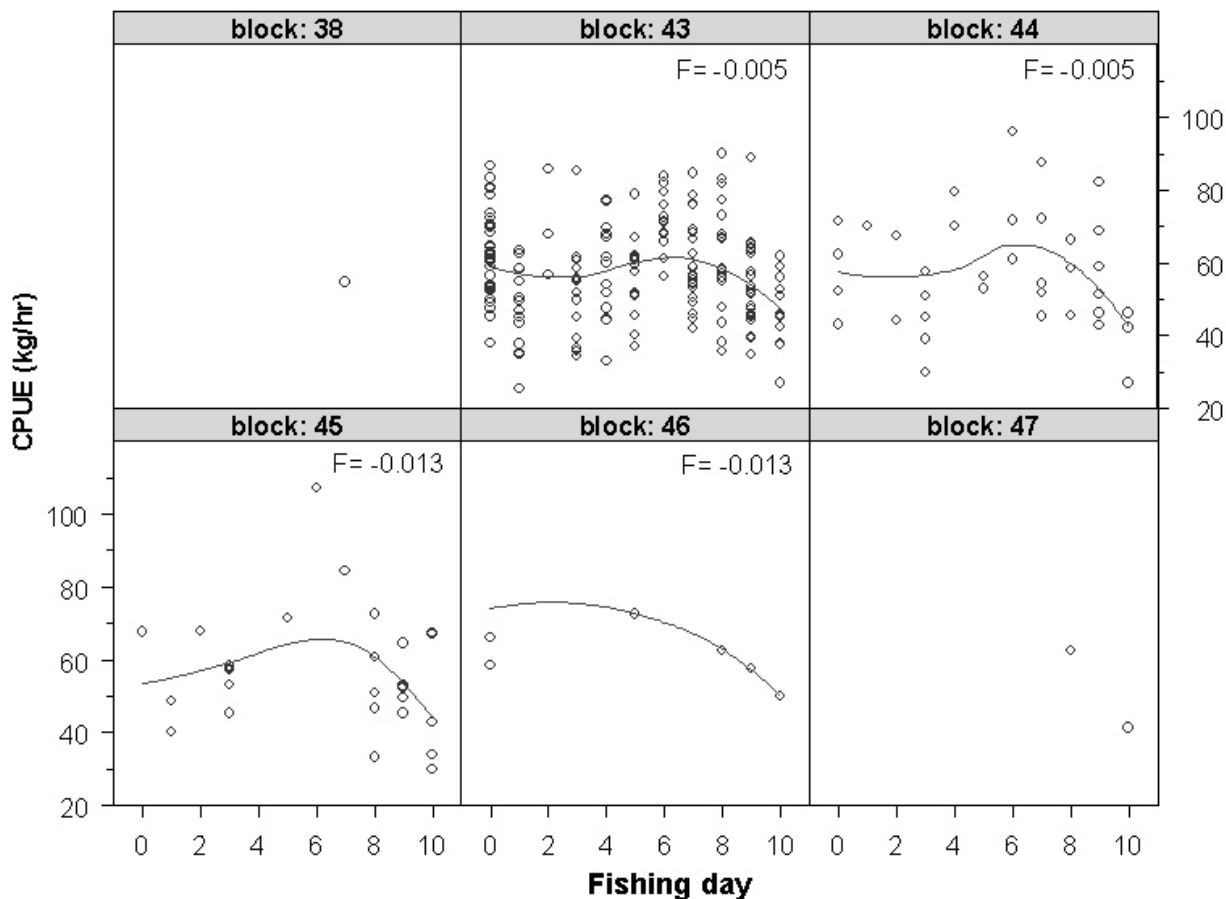 block: 38
block: 43
block: 44
F= -0.005
F= -0.005
100
80
60
40
20
CPUE (kg/hr)
block: 45
block: 46
block: 47
F= -0.013
F= -0.013
100
80
60
40
20
0 2 4 6 8 10
0 2 4 6 8 10
0 2 4 6 8 10
Fishing day